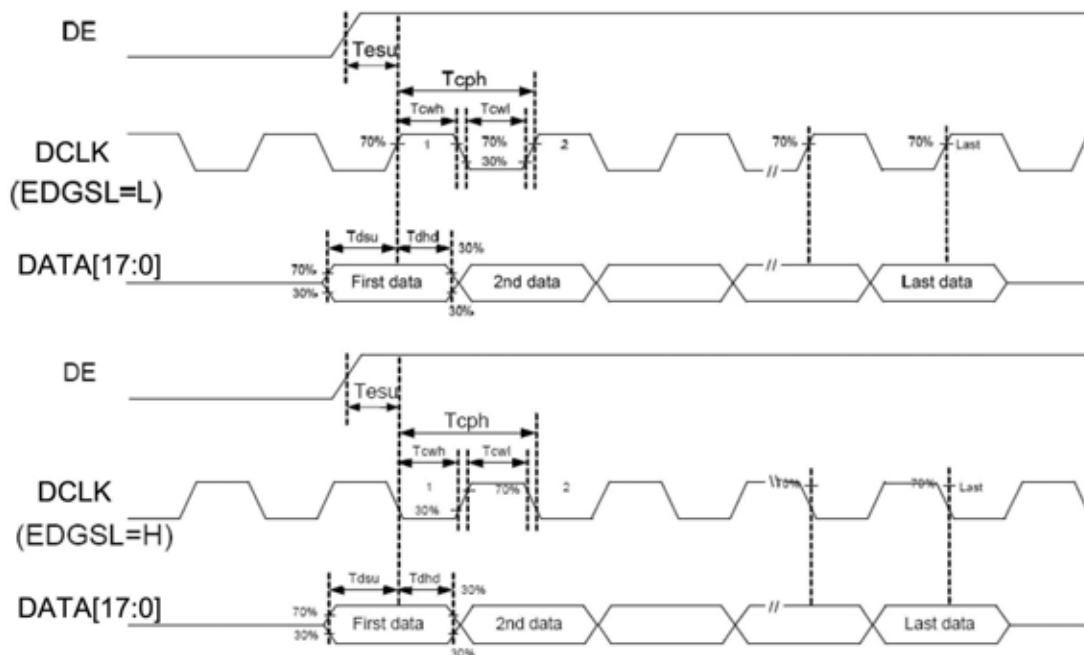 DE
Tesu
Tcph
Tcwh Tcwl
DCLK
(EDGSL=L)
70% 1 70% 30% 2 70% 70% Last
//
Tdsu Tdhd 30%
DATA[17:0]
70%
30%
First data 2nd data // Last data
30%
DE
Tesu
Tcph
Tcwh Tcwl
DCLK
(EDGSL=H)
1 70% 2 \\ 70% 70% Last
30%
Tdsu Tdhd 30%
DATA[17:0]
70%
30%
First data 2nd data // Last data
30%